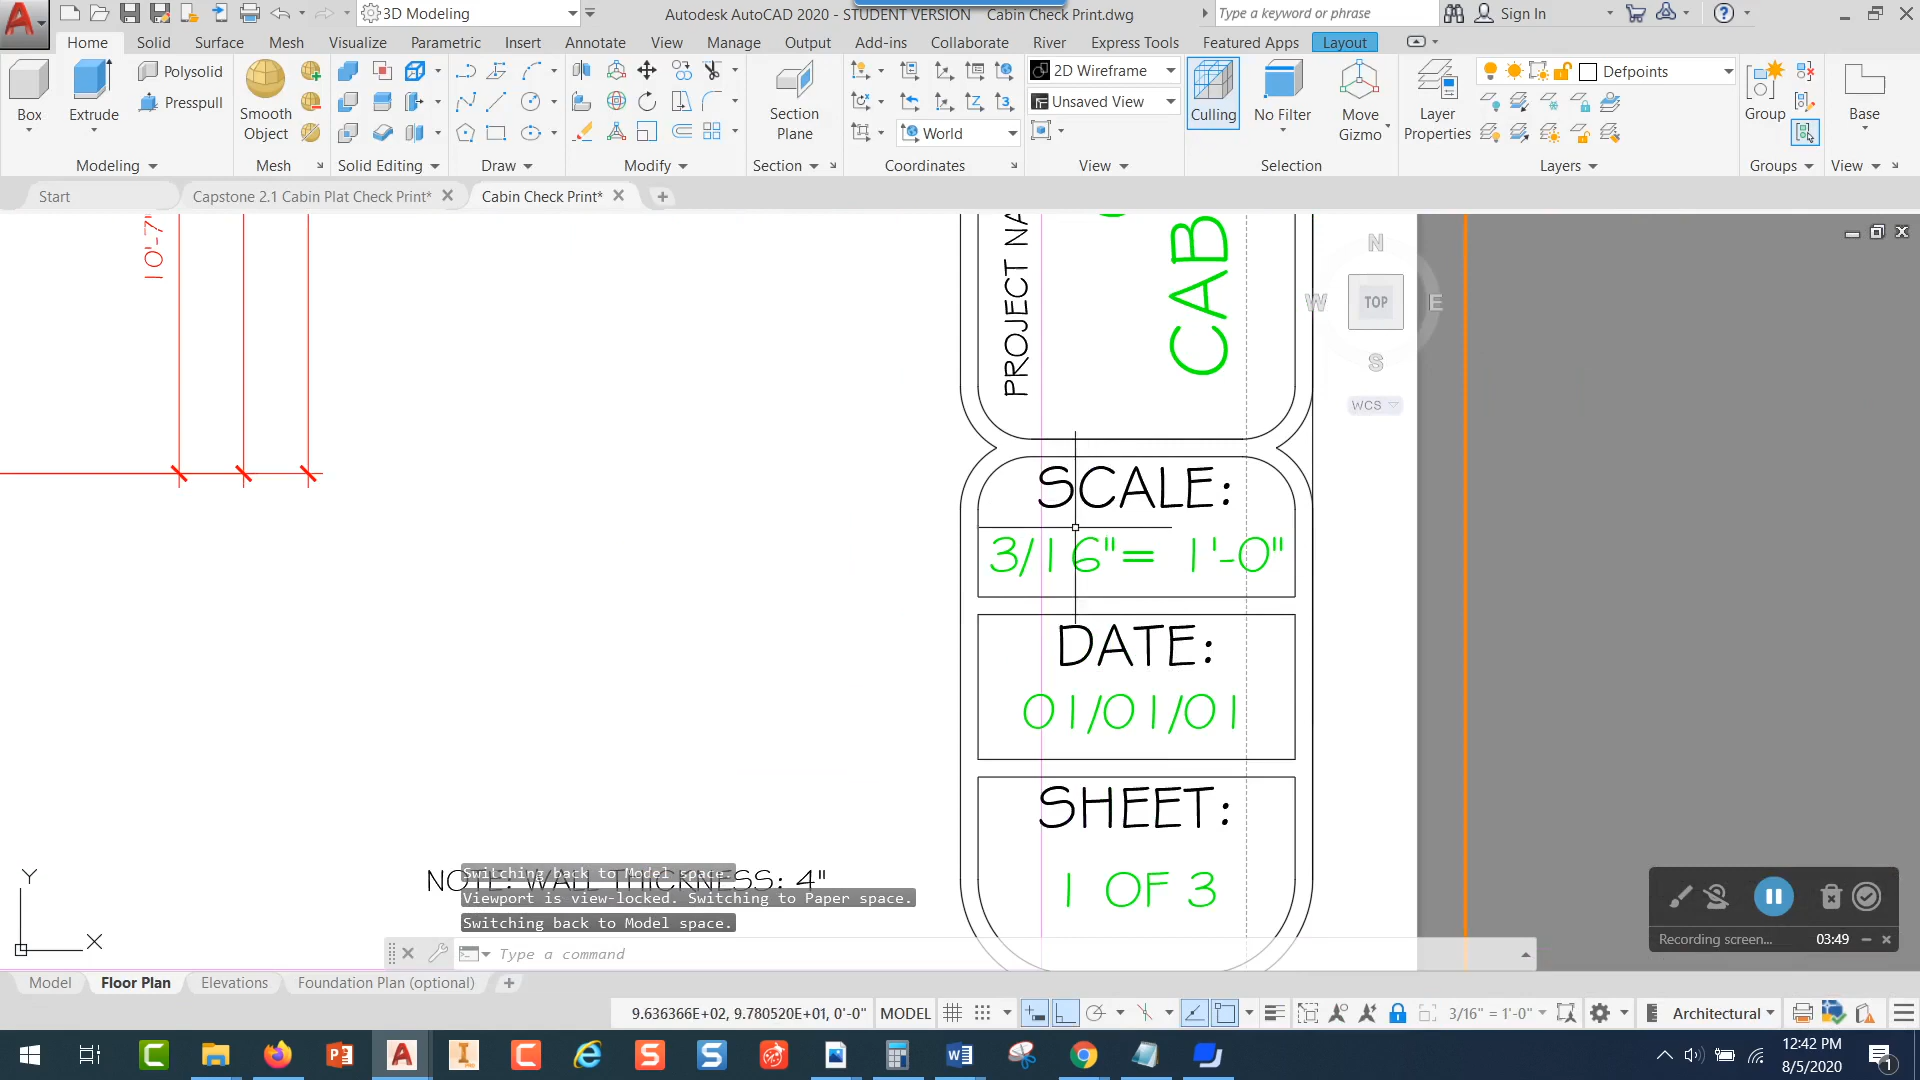 3D Modeling
Autodesk AutoCAD 2020 - STUDENT VERSION Cabin Check Print.dwg
Type a keyword or phrase
Sign In
Home Solid Surface Mesh Visualize Parametric Insert Annotate View Manage Output Add-ins Collaborate River Express Tools Featured Apps Layout
Box
Extrude
Polysolid
Presspull
Smooth Object
Section Plane
World
2D Wireframe
Unsaved View
Culling
No Filter
Move Gizmo
Layer Properties
Defpoints
Group
Base
Modeling Mesh Solid Editing Draw Modify Section Coordinates View Selection Layers Groups View
Start
Capstone 2.1 Cabin Plat Check Print*
Cabin Check Print*
10'-7"
PROJECT NA
CAB
N
W TOP E
S
WCS
SCALE:
3/16"= 1'-0"
DATE:
01/01/01
SHEET:
1 OF 3
NOTE: WALL THICKNESS: 4"
Switching back to Model space.
Viewport is view-locked. Switching to Paper space.
Switching back to Model space.
Type a command
Y
X
Recording screen... 03:49
Model Floor Plan Elevations Foundation Plan (optional)
9.636366E+02, 9.780520E+01, 0'-0" MODEL
3/16" = 1'-0"
Architectural
12:42 PM
8/5/2020
1